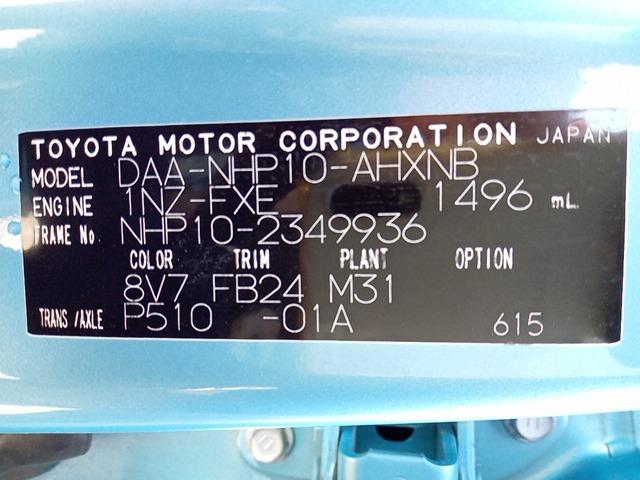 TOYOTA MOTOR CORPORATION JAPAN
MODEL DAA-NHP10-AHXNB
ENGINE 1NZ-FXE 1496 mL
FRAME No. NHP10-2349936
COLOR TRIM PLANT OPTION
8V7 FB24 M31
TRANS/AXLE P510 -01A 615